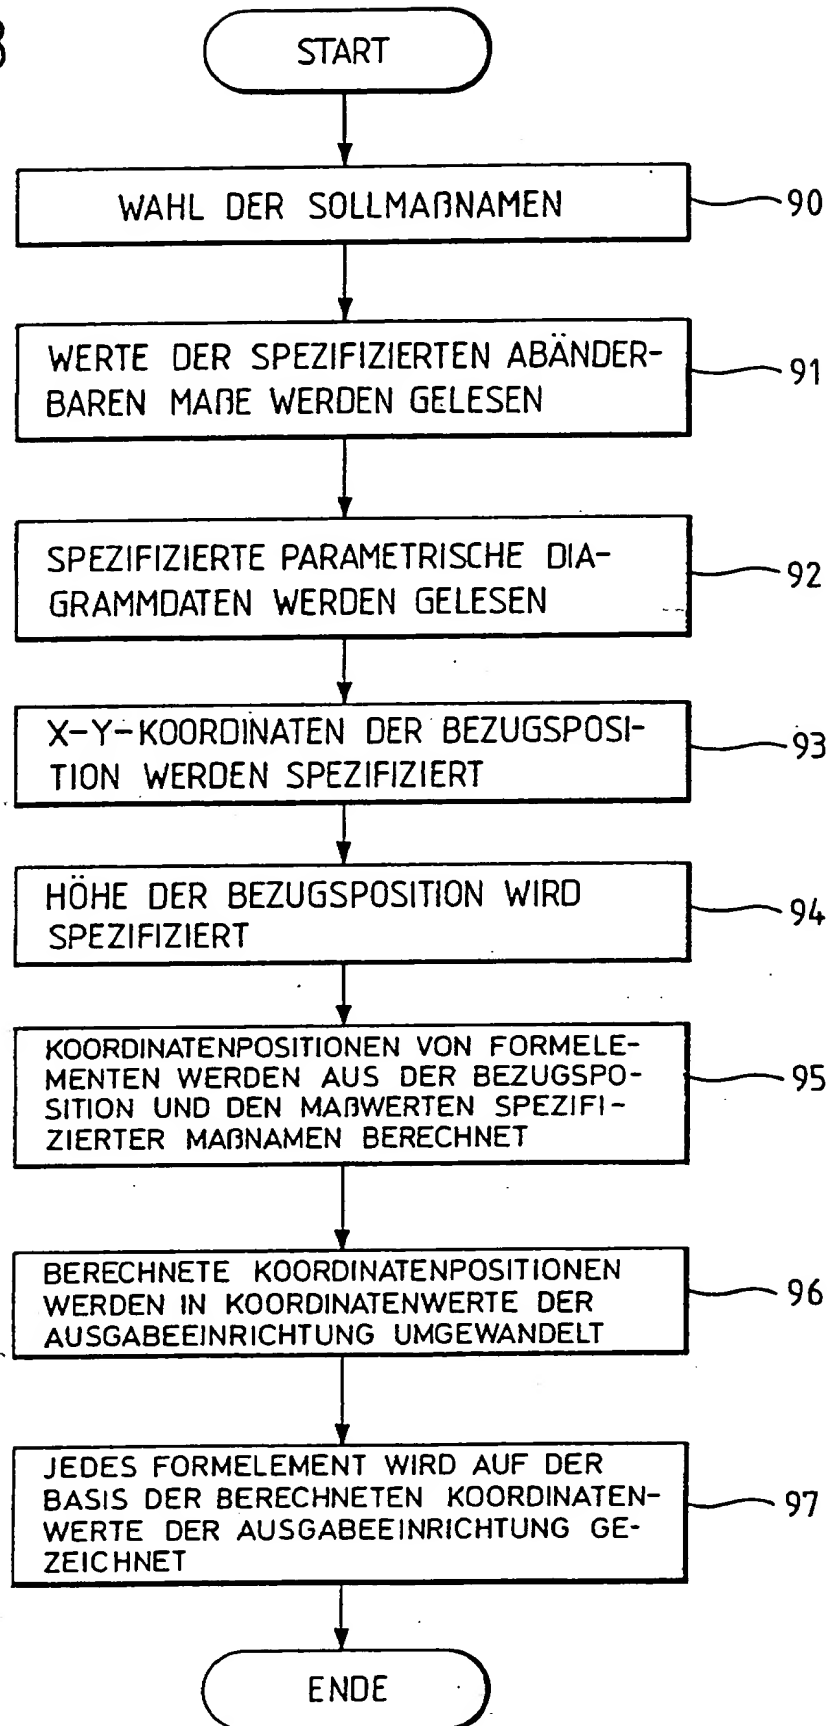 START
WAHL DER SOLLMAßNAMEN
90
WERTE DER SPEZIFIZIERTEN ABÄNDER-
BAREN MAßE WERDEN GELESEN
91
SPEZIFIZIERTE PARAMETRISCHE DIA-
GRAMMDATEN WERDEN GELESEN
92
X-Y-KOORDINATEN DER BEZUGSPOSI-
TION WERDEN SPEZIFIZIERT
93
HÖHE DER BEZUGSPOSITION WIRD
SPEZIFIZIERT
94
KOORDINATENPOSITIONEN VON FORMELE-
MENTEN WERDEN AUS DER BEZUGSPO-
SITION UND DEN MAßWERTEN SPEZIFI-
ZIERTER MAßNAMEN BERECHNET
95
BERECHNETE KOORDINATENPOSITIONEN
WERDEN IN KOORDINATENWERTE DER
AUSGABEEINRICHTUNG UMGEWANDELT
96
JEDES FORMELEMENT WIRD AUF DER
BASIS DER BERECHNETEN KOORDINATEN-
WERTE DER AUSGABEEINRICHTUNG GE-
ZEICHNET
97
ENDE